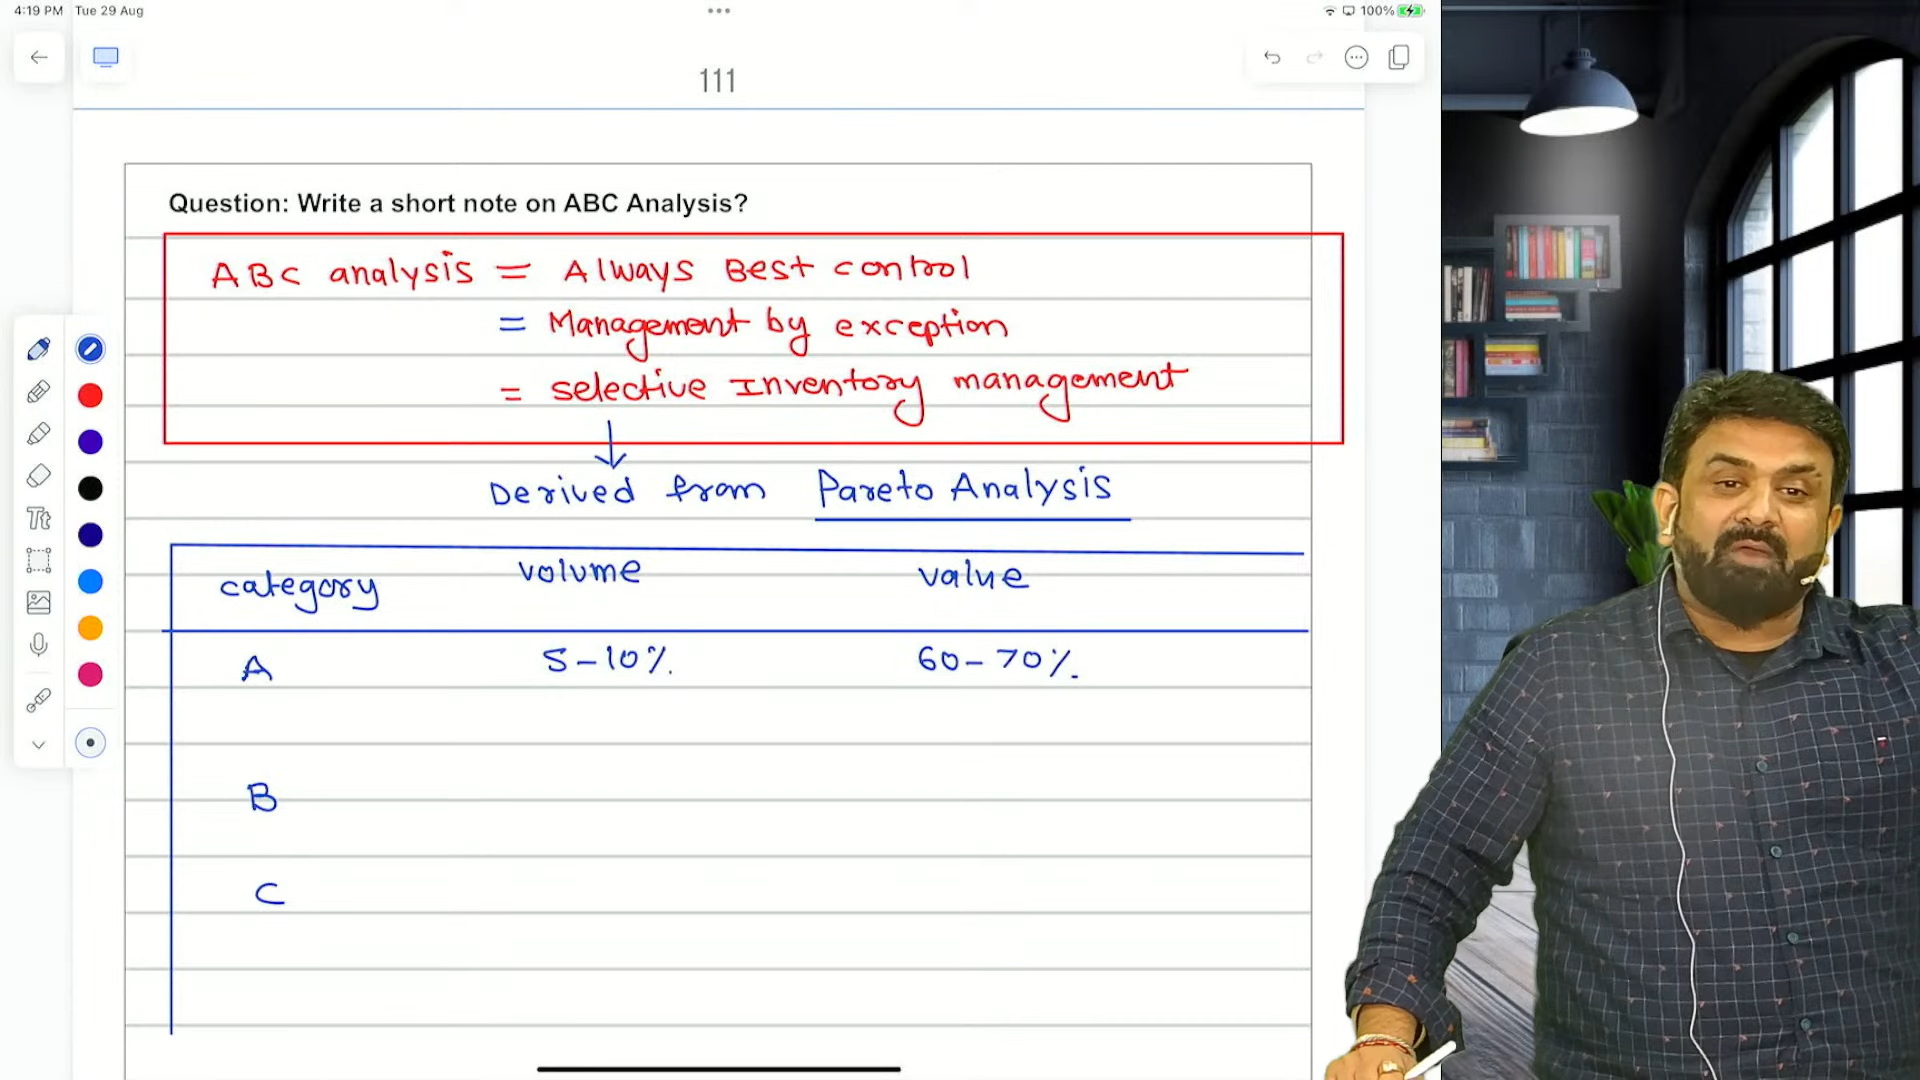 4:19 PM Tue 29 Aug
100%
111
Question: Write a short note on ABC Analysis?
ABC analysis = Always Best control
= Management by exception
= selective Inventory management
↓
Derived from Pareto Analysis
category volume value
A 5-10% 60-70%
B
C
Tt